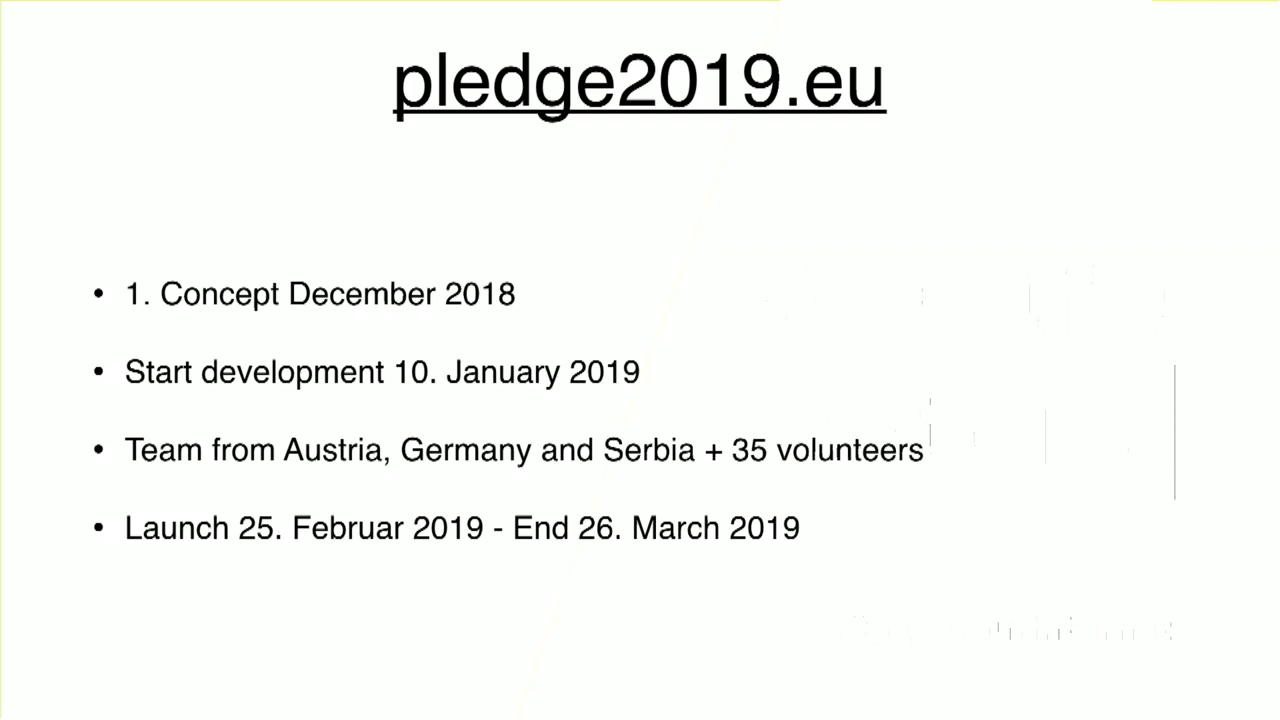 pledge2019.eu
• 1. Concept December 2018
• Start development 10. January 2019
• Team from Austria, Germany and Serbia + 35 volunteers
• Launch 25. Februar 2019 - End 26. March 2019